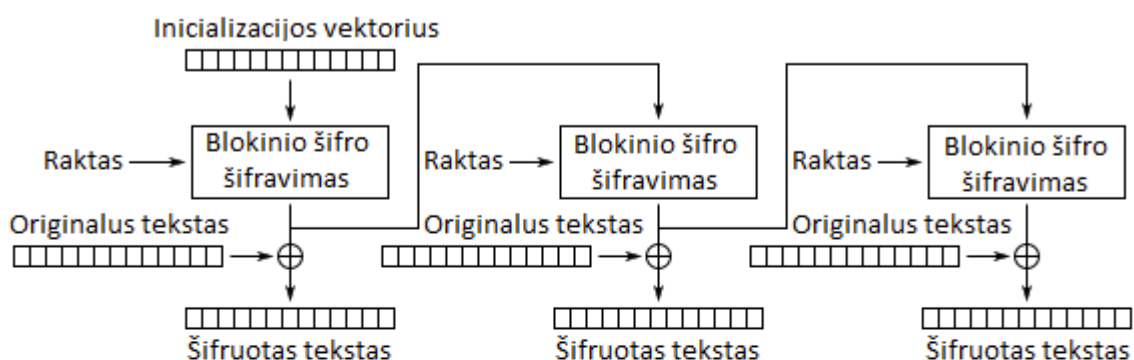 Inicializacijos vektorius
Raktas
Blokinio šifro
šifravimas
Raktas
Blokinio šifro
šifravimas
Raktas
Blokinio šifro
šifravimas
Originalus tekstas
Originalus tekstas
Originalus tekstas
Šifruotas tekstas
Šifruotas tekstas
Šifruotas tekstas